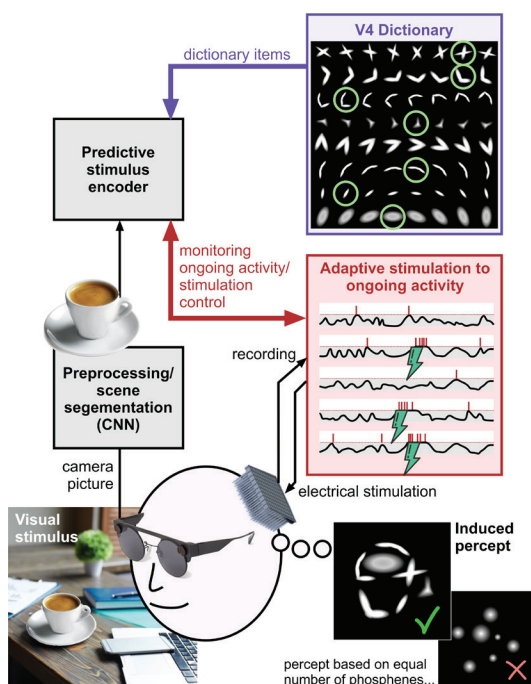 V4 Dictionary
dictionary items
Predictive
stimulus
encoder
monitoring
ongoing activity/
stimulation
control
Adaptive stimulation to
ongoing activity
recording
Preprocessing/
scene
segementation
(CNN)
camera
picture
electrical stimulation
Visual
stimulus
Induced
percept
percept based on equal
number of phosphenes...